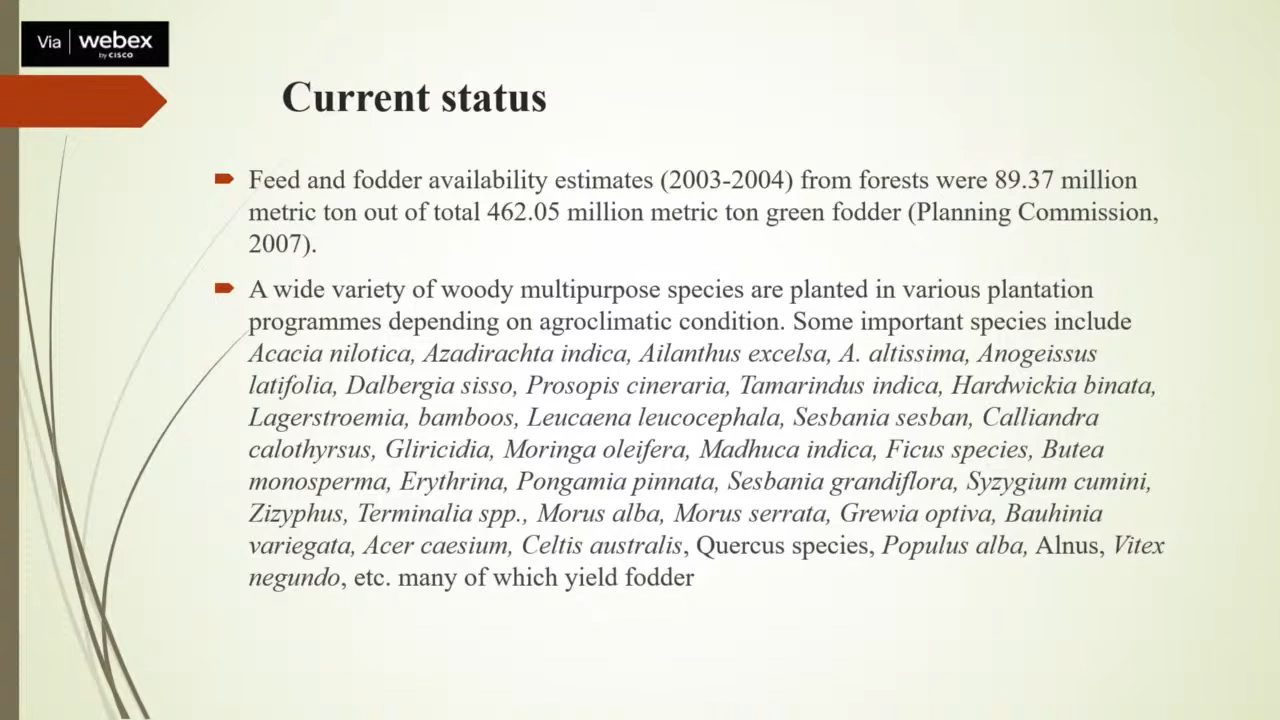 Via webex
by CISCO
Current status
Feed and fodder availability estimates (2003-2004) from forests were 89.37 million
metric ton out of total 462.05 million metric ton green fodder (Planning Commission,
2007).
A wide variety of woody multipurpose species are planted in various plantation
programmes depending on agroclimatic condition. Some important species include
Acacia nilotica, Azadirachta indica, Ailanthus excelsa, A. altissima, Anogeissus
latifolia, Dalbergia sisso, Prosopis cineraria, Tamarindus indica, Hardwickia binata,
Lagerstroemia, bamboos, Leucaena leucocephala, Sesbania sesban, Calliandra
calothyrsus, Gliricidia, Moringa oleifera, Madhuca indica, Ficus species, Butea
monosperma, Erythrina, Pongamia pinnata, Sesbania grandiflora, Syzygium cumini,
Zizyphus, Terminalia spp., Morus alba, Morus serrata, Grewia optiva, Bauhinia
variegata, Acer caesium, Celtis australis, Quercus species, Populus alba, Alnus, Vitex
negundo, etc. many of which yield fodder